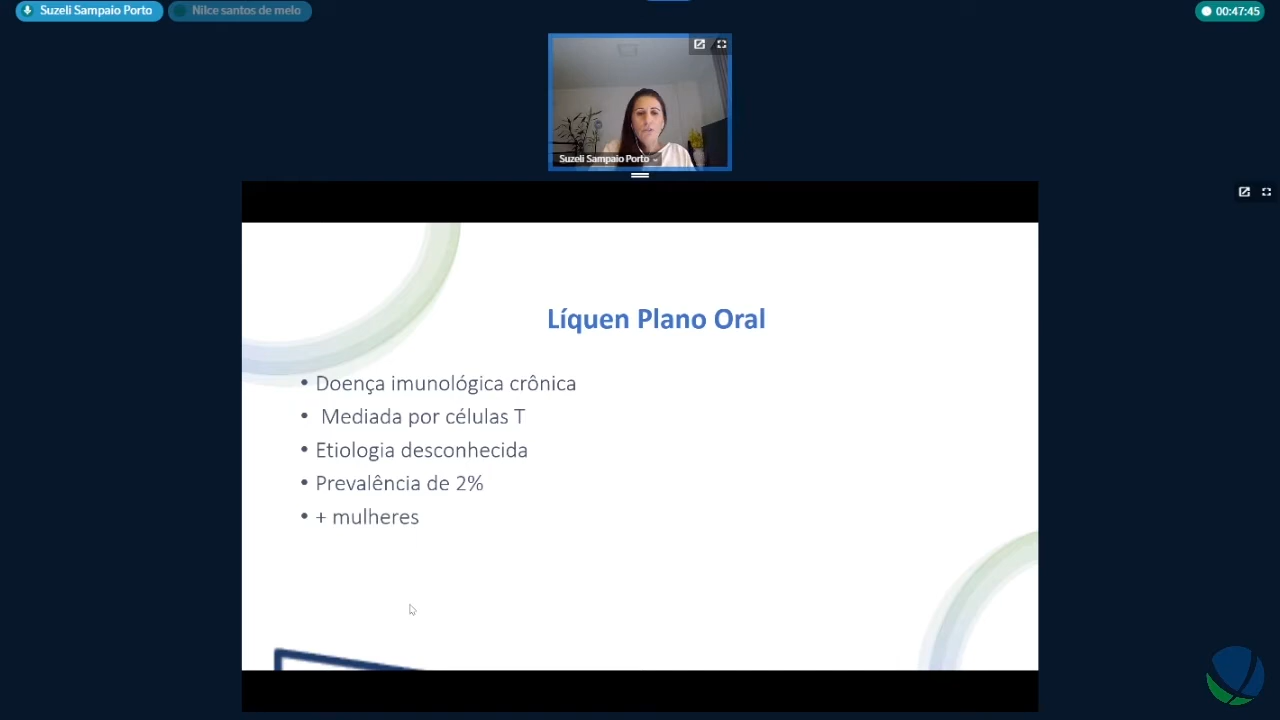 Suzeli Sampaio Porto
Nilce santos de melo
00:47:45
Suzeli Sampaio Porto
Líquen Plano Oral
• Doença imunológica crônica
• Mediada por células T
• Etiologia desconhecida
• Prevalência de 2%
• + mulheres